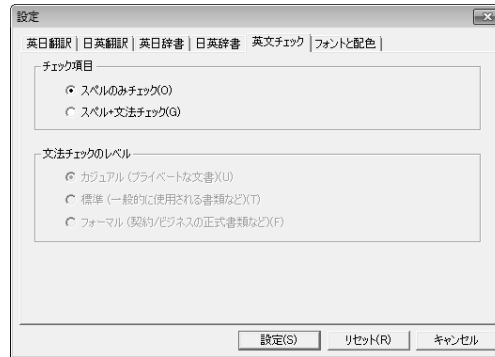 設定
英日翻訳 日英翻訳 英日辞書 日英辞書 英文チェック フォントと配色
チェック項目
スペルのみチェック(O)
スペル+文法チェック(G)
文法チェックのレベル
カジュアル (プライベートな文書)(U)
標準 (一般的に使用される書類など)(T)
フォーマル (契約/ビジネスの正式書類など)(F)
設定(S) リセット(R) キャンセル